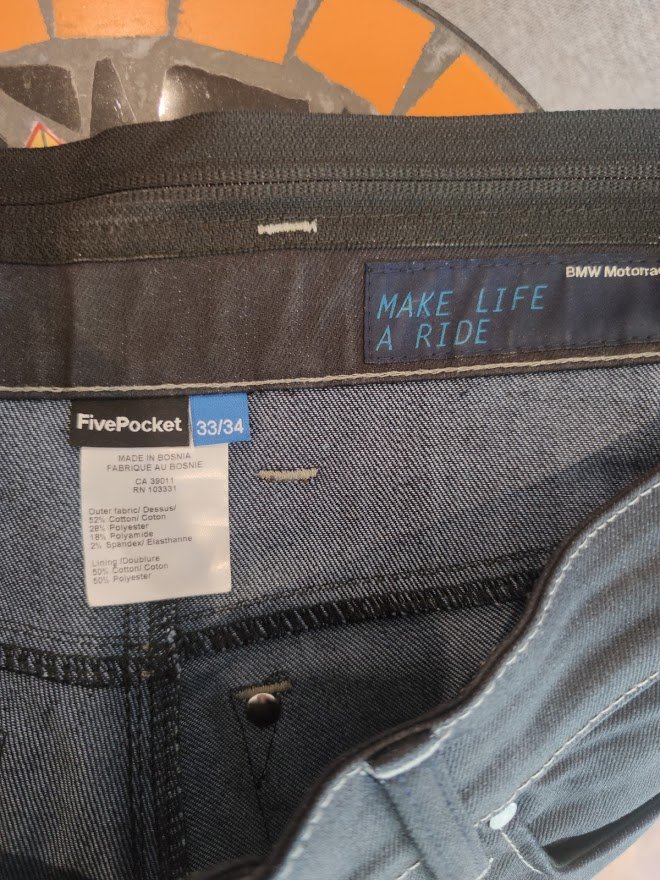 BMW Motorra
MAKE LIFE
A RIDE
FivePocket
33/34
MADE IN BOSNIA
FABRIQUE AU BOSNIE
CA 39011
RN 103331
Outer fabric/ Dessus/
52% Cotton/ Coton
28% Polyester
18% Polyamide
2% Spandex/ Elasthanne
Lining /Doublure
50% Cotton/ Coton
50% Polyester